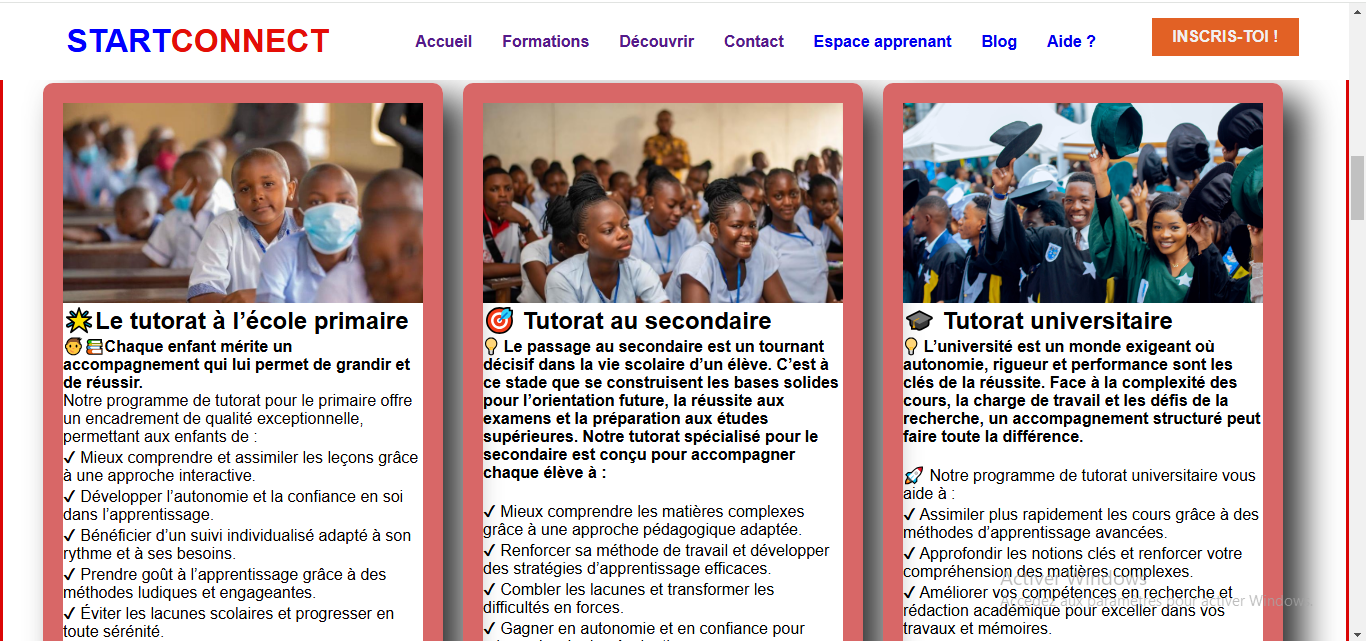 STARTCONNECT
Accueil
Formations
Découvrir
Contact
Espace apprenant
Blog
Aide ?
INSCRIS-TOI !
🌟Le tutorat à l’école primaire
🧒📚Chaque enfant mérite un
accompagnement qui lui permet de grandir et
de réussir.
Notre programme de tutorat pour le primaire offre
un encadrement de qualité exceptionnelle,
permettant aux enfants de :
✔ Mieux comprendre et assimiler les leçons grâce
à une approche interactive.
✔ Développer l’autonomie et la confiance en soi
dans l’apprentissage.
✔ Bénéficier d’un suivi individualisé adapté à son
rythme et à ses besoins.
✔ Prendre goût à l’apprentissage grâce à des
méthodes ludiques et engageantes.
✔ Éviter les lacunes scolaires et progresser en
toute sérénité.
🎯 Tutorat au secondaire
💡 Le passage au secondaire est un tournant
décisif dans la vie scolaire d’un élève. C’est à
ce stade que se construisent les bases solides
pour l’orientation future, la réussite aux
examens et la préparation aux études
supérieures. Notre tutorat spécialisé pour le
secondaire est conçu pour accompagner
chaque élève à :
✔ Mieux comprendre les matières complexes
grâce à une approche pédagogique adaptée.
✔ Renforcer sa méthode de travail et développer
des stratégies d’apprentissage efficaces.
✔ Combler les lacunes et transformer les
difficultés en forces.
✔ Gagner en autonomie et en confiance pour
🎓 Tutorat universitaire
💡 L’université est un monde exigeant où
autonomie, rigueur et performance sont les
clés de la réussite. Face à la complexité des
cours, la charge de travail et les défis de la
recherche, un accompagnement structuré peut
faire toute la différence.
🚀 Notre programme de tutorat universitaire vous
aide à :
✔ Assimiler plus rapidement les cours grâce à des
méthodes d’apprentissage avancées.
✔ Approfondir les notions clés et renforcer votre
compréhension des matières complexes.
✔ Améliorer vos compétences en recherche et
rédaction académique pour exceller dans vos
travaux et mémoires.
Activer Windows
Accédez aux paramètres pour activer Windows.